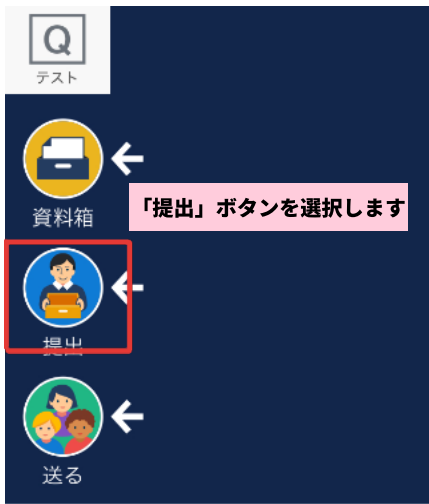 Q
テスト
資料箱
「提出」ボタンを選択します
提出
送る